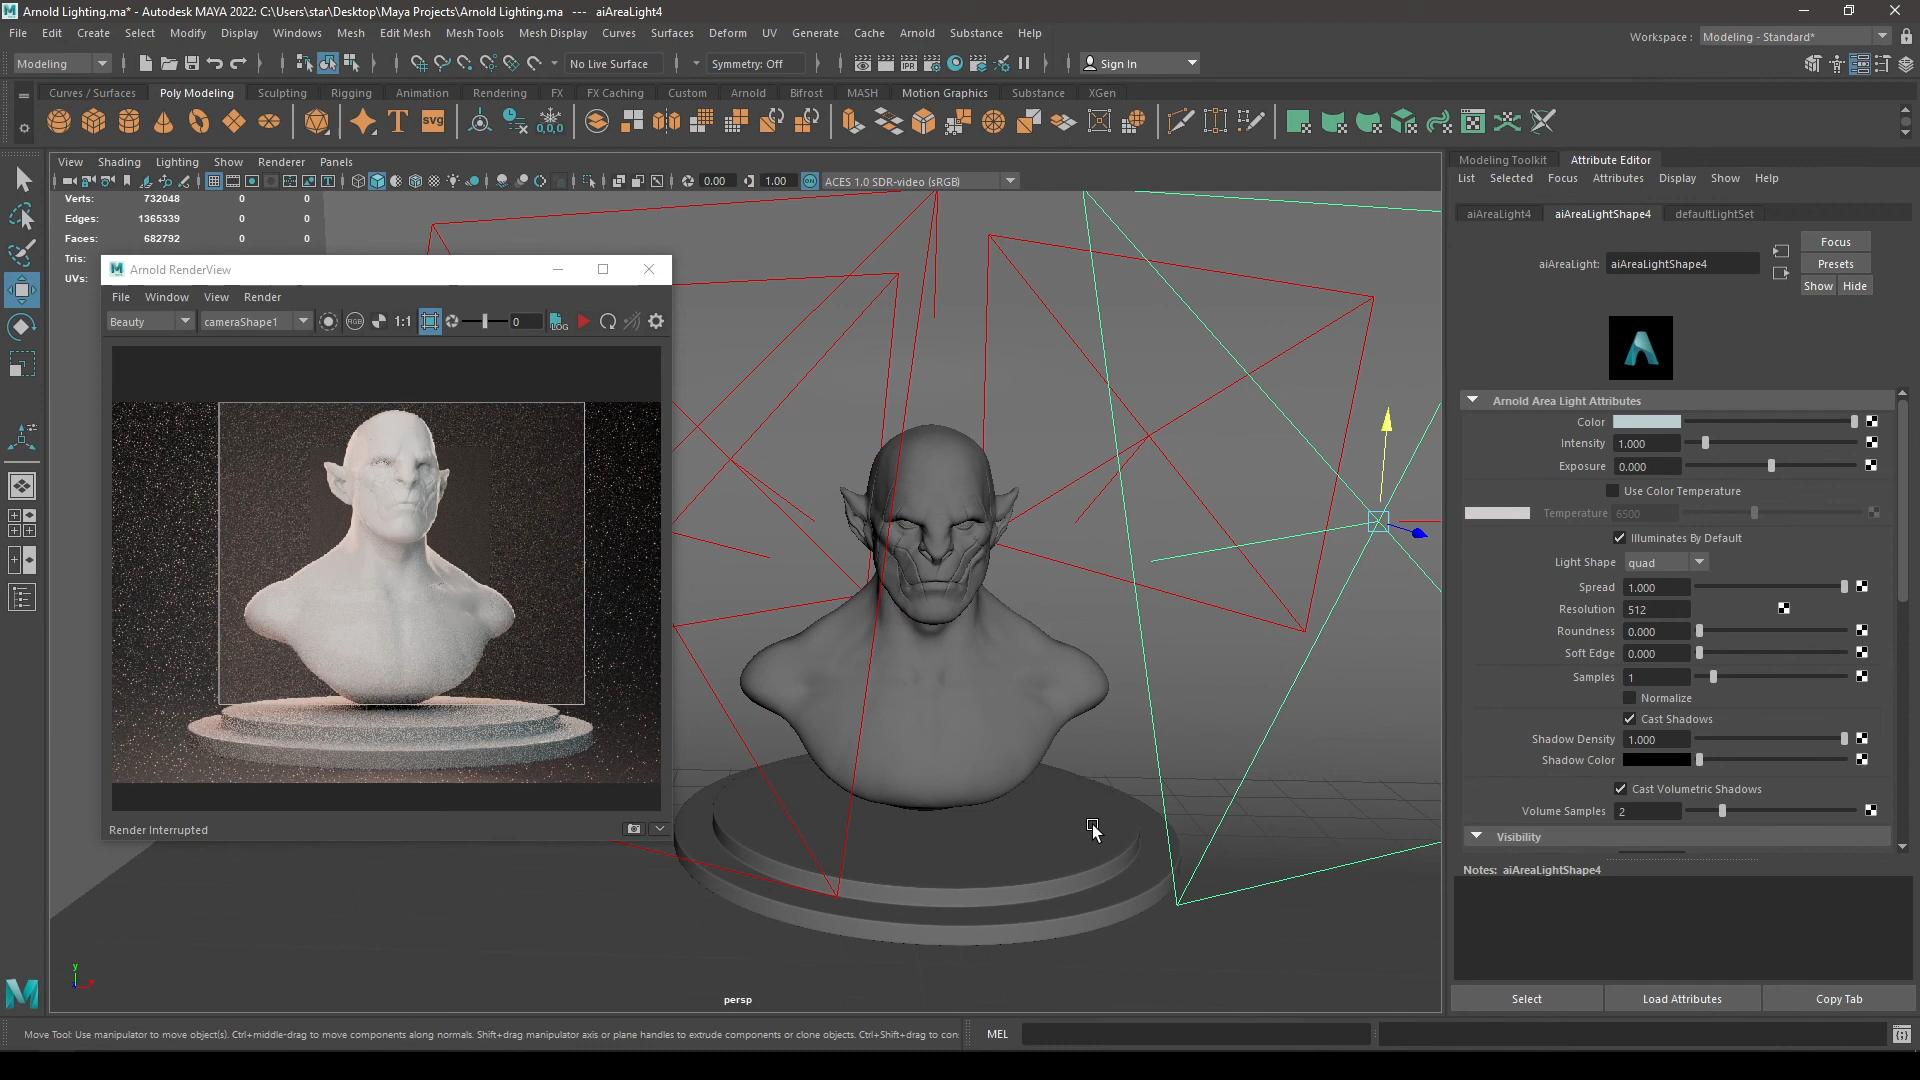 Arnold Lighting.ma* - Autodesk MAYA 2022: C:\Users\star\Desktop\Maya Projects\Arnold Lighting.ma --- aiAreaLight4
File Edit Create Select Modify Display Windows Mesh Edit Mesh Mesh Tools Mesh Display Curves Surfaces Deform UV Generate Cache Arnold Substance Help
Workspace : Modeling - Standard*
Modeling No Live Surface Symmetry: Off IPR Sign In
Curves / Surfaces Poly Modeling Sculpting Rigging Animation Rendering FX FX Caching Custom Arnold Bifrost MASH Motion Graphics Substance XGen
T svg 0,0,0
View Shading Lighting Show Renderer Panels
0.00 1.00 ON ACES 1.0 SDR-video (sRGB)
Verts: 732048 0 0
Edges: 1365339 0 0
Faces: 682792 0 0
Tris:
UVs:
Arnold RenderView
File Window View Render
Beauty cameraShape1 RGB 1:1 0 LOG
Render Interrupted
persp
y
Modeling Toolkit Attribute Editor
List Selected Focus Attributes Display Show Help
aiAreaLight4 aiAreaLightShape4 defaultLightSet
Focus
aiAreaLight: aiAreaLightShape4 Presets
Show Hide
Arnold Area Light Attributes
Color
Intensity 1.000
Exposure 0.000
Use Color Temperature
Temperature 6500
Illuminates By Default
Light Shape quad
Spread 1.000
Resolution 512
Roundness 0.000
Soft Edge 0.000
Samples 1
Normalize
Cast Shadows
Shadow Density 1.000
Shadow Color
Cast Volumetric Shadows
Volume Samples 2
Visibility
Notes: aiAreaLightShape4
Select Load Attributes Copy Tab
Move Tool: Use manipulator to move object(s). Ctrl+middle-drag to move components along normals. Shift+drag manipulator axis or plane handles to extrude components or clone objects. Ctrl+Shift+drag to con
MEL